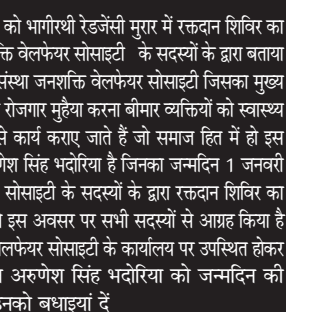 को भागीरथी रेडजेंसी मुरार में रक्तदान शिविर का
वेलफेयर सोसाइटी के सदस्यों के द्वारा बताया
संस्था जनशक्ति वेलफेयर सोसाइटी जिसका मुख्य
रोजगार मुहैया करना बीमार व्यक्तियों को स्वास्थ्य
से कार्य कराए जाते हैं जो समाज हित में हो इस
सिंह भदोरिया है जिनका जन्मदिन 1 जनवरी
सोसाइटी के सदस्यों के द्वारा रक्तदान शिविर का
इस अवसर पर सभी सदस्यों से आग्रह किया है
वेलफेयर सोसाइटी के कार्यालय पर उपस्थित होकर
अरुणेश सिंह भदोरिया को जन्मदिन की
उनको बधाइयां दें